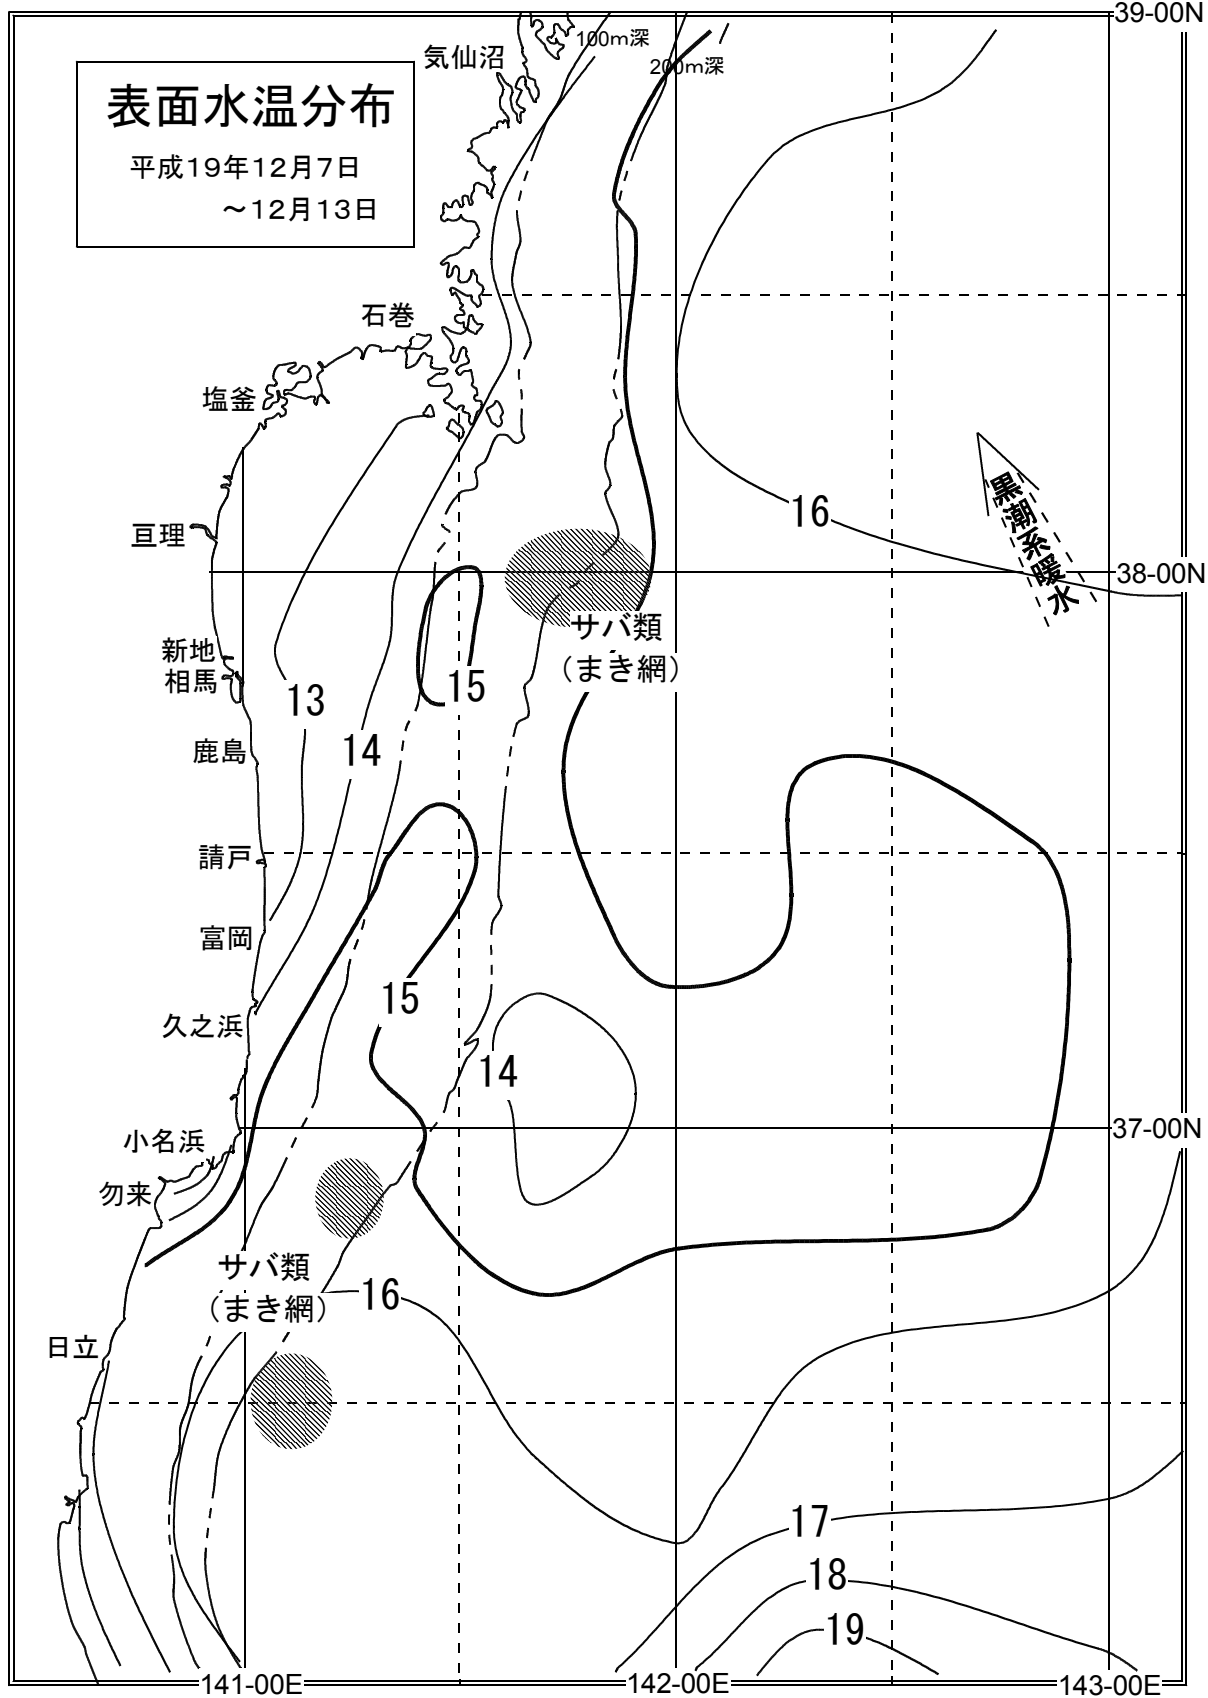 39-00N
100m深
気仙沼
200m深
表面水温分布
平成19年12月7日
～12月13日
石巻
塩釜
16
黒潮系暖水
亘理
38-00N
サバ類
（まき網）
新地
相馬
15
13
14
鹿島
請戸
富岡
15
久之浜
14
37-00N
小名浜
勿来
サバ類
（まき網）
16
日立
17
18
19
141-00E
142-00E
143-00E